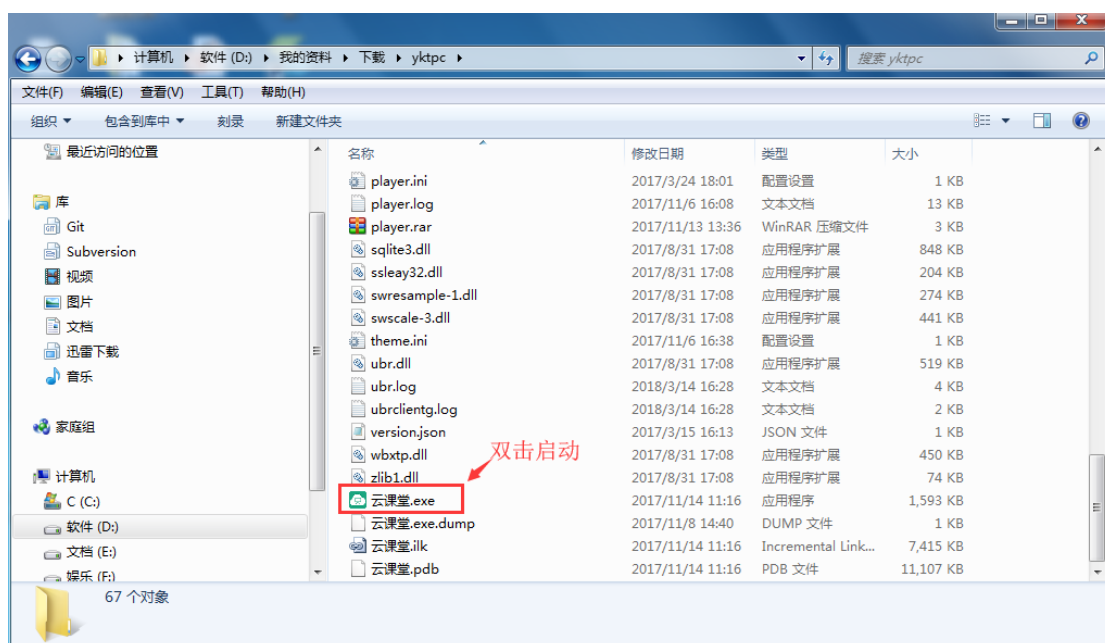 计算机 软件 (D:) 我的资料 下载 yktpc 搜索 yktpc
文件(F) 编辑(E) 查看(V) 工具(T) 帮助(H)
组织 包含到库中 刻录 新建文件夹
最近访问的位置
库
Git
Subversion
视频
图片
文档
迅雷下载
音乐
家庭组
计算机
C (C:)
软件 (D:)
文档 (E:)
娱乐 (F:)
名称 修改日期 类型 大小
player.ini 2017/3/24 18:01 配置设置 1 KB
player.log 2017/11/6 16:08 文本文档 13 KB
player.rar 2017/11/13 13:36 WinRAR 压缩文件 3 KB
sqlite3.dll 2017/8/31 17:08 应用程序扩展 848 KB
ssleay32.dll 2017/8/31 17:08 应用程序扩展 204 KB
swresample-1.dll 2017/8/31 17:08 应用程序扩展 274 KB
swscale-3.dll 2017/8/31 17:08 应用程序扩展 441 KB
theme.ini 2017/11/6 16:38 配置设置 1 KB
ubr.dll 2017/8/31 17:08 应用程序扩展 519 KB
ubr.log 2018/3/14 16:28 文本文档 4 KB
ubrclientg.log 2018/3/14 16:28 文本文档 2 KB
version.json 2017/3/15 16:13 JSON 文件 1 KB
双击启动
wbxtp.dll 2017/8/31 17:08 应用程序扩展 450 KB
zlib1.dll 2017/8/31 17:08 应用程序扩展 74 KB
云课堂.exe 2017/11/14 11:16 应用程序 1,593 KB
云课堂.exe.dump 2017/11/8 14:40 DUMP 文件 1 KB
云课堂.ilk 2017/11/14 11:16 Incremental Link... 7,415 KB
云课堂.pdb 2017/11/14 11:16 PDB 文件 11,107 KB
67 个对象